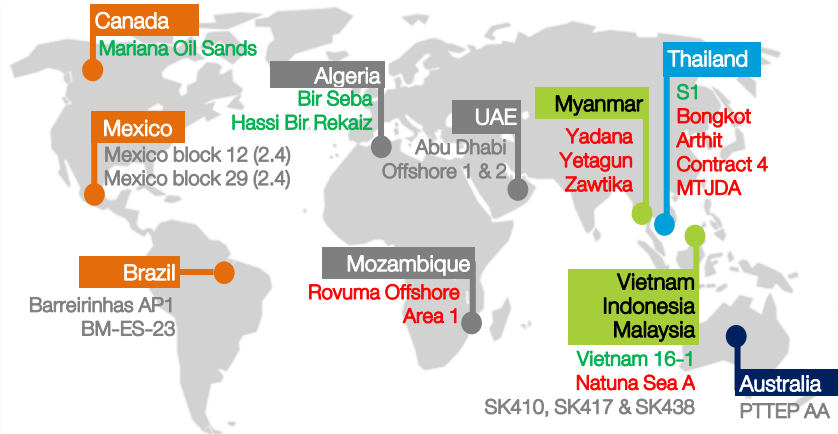 Canada
Mariana Oil Sands
Mexico
Mexico block 12 (2.4)
Mexico block 29 (2.4)
Brazil
Barreirinhas AP1
BM-ES-23
Algeria
Bir Seba
Hassi Bir Rekaiz
UAE
Abu Dhabi
Offshore 1 & 2
Mozambique
Rovuma Offshore
Area 1
Myanmar
Yadana
Yetagun
Zawtika
Thailand
S1
Bongkot
Arthit
Contract 4
MTJDA
Vietnam
Indonesia
Malaysia
Vietnam 16-1
Natuna Sea A
SK410, SK417 & SK438
Australia
PTTEP AA